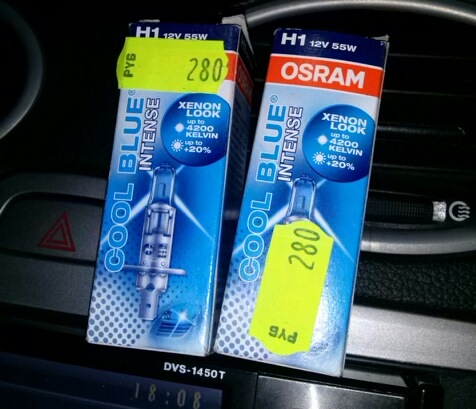 H1 12V 55W
РУБ 280
COOL BLUE®
INTENSE
XENON
LOOK
up to
4200
KELVIN
up to
+20%
H1 12V 55W
OSRAM
COOL BLUE®
INTENSE
XENON
LOOK
up to
4200
KELVIN
up to
+20%
280
РУБ
DVS-1450T
18:08